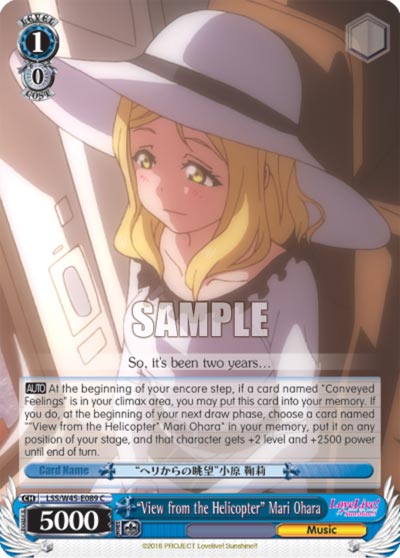 LEVEL
1
0
COST
SAMPLE
So, it's been two years...
AUTO At the beginning of your encore step, if a card named "Conveyed
Feelings" is in your climax area, you may put this card into your memory. If
you do, at the beginning of your next draw phase, choose a card named
""View from the Helicopter" Mari Ohara" in your memory, put it on any
position of your stage, and that character gets +2 level and +2500 power
until end of turn.
Card Name
"ヘリからの眺望"小原 鞠莉
CH LSS/W45-E089 C
"View from the Helicopter" Mari Ohara
LoveLive!
Sunshine!!
POWER
5000
Music
©2016 PROJECT Lovelive! Sunshine!!